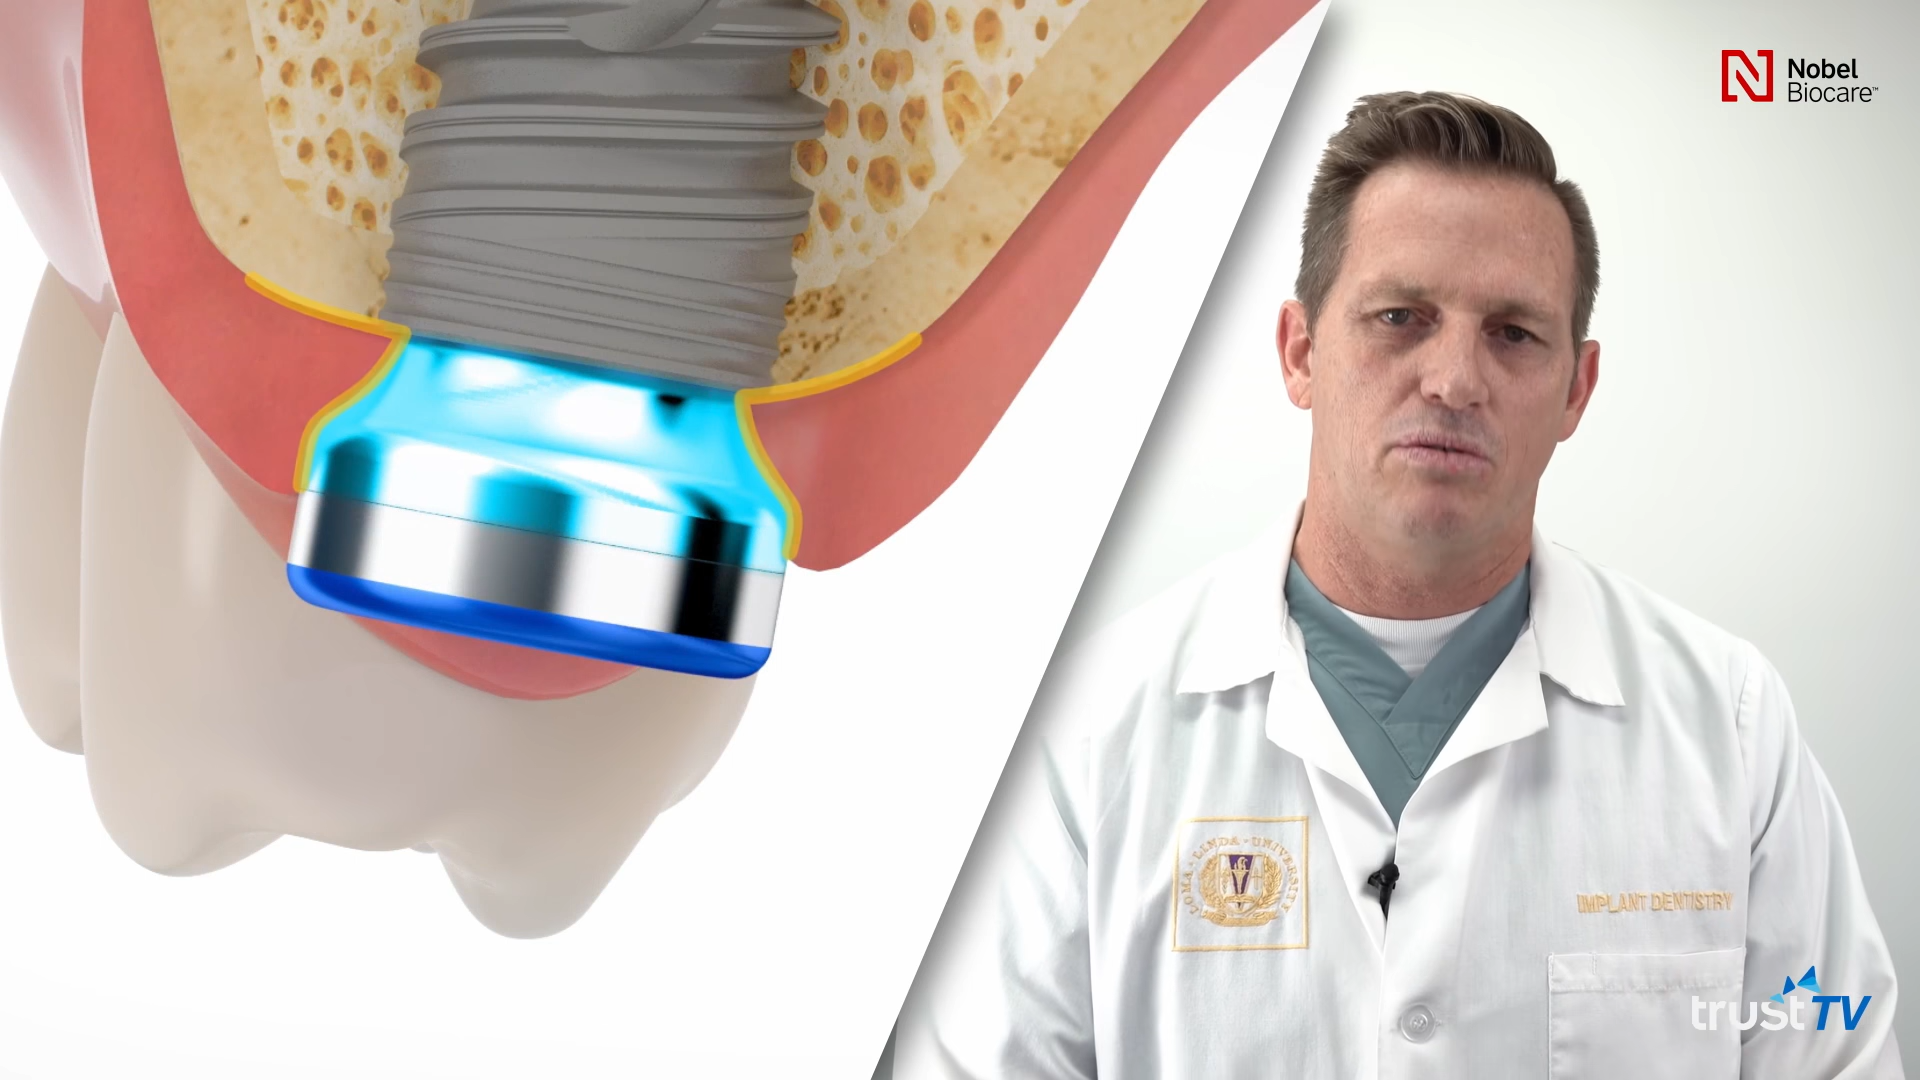 Nobel
Biocare™
LOMA · LINDA · UNIVERSITY
IMPLANT DENTISTRY
trustTV